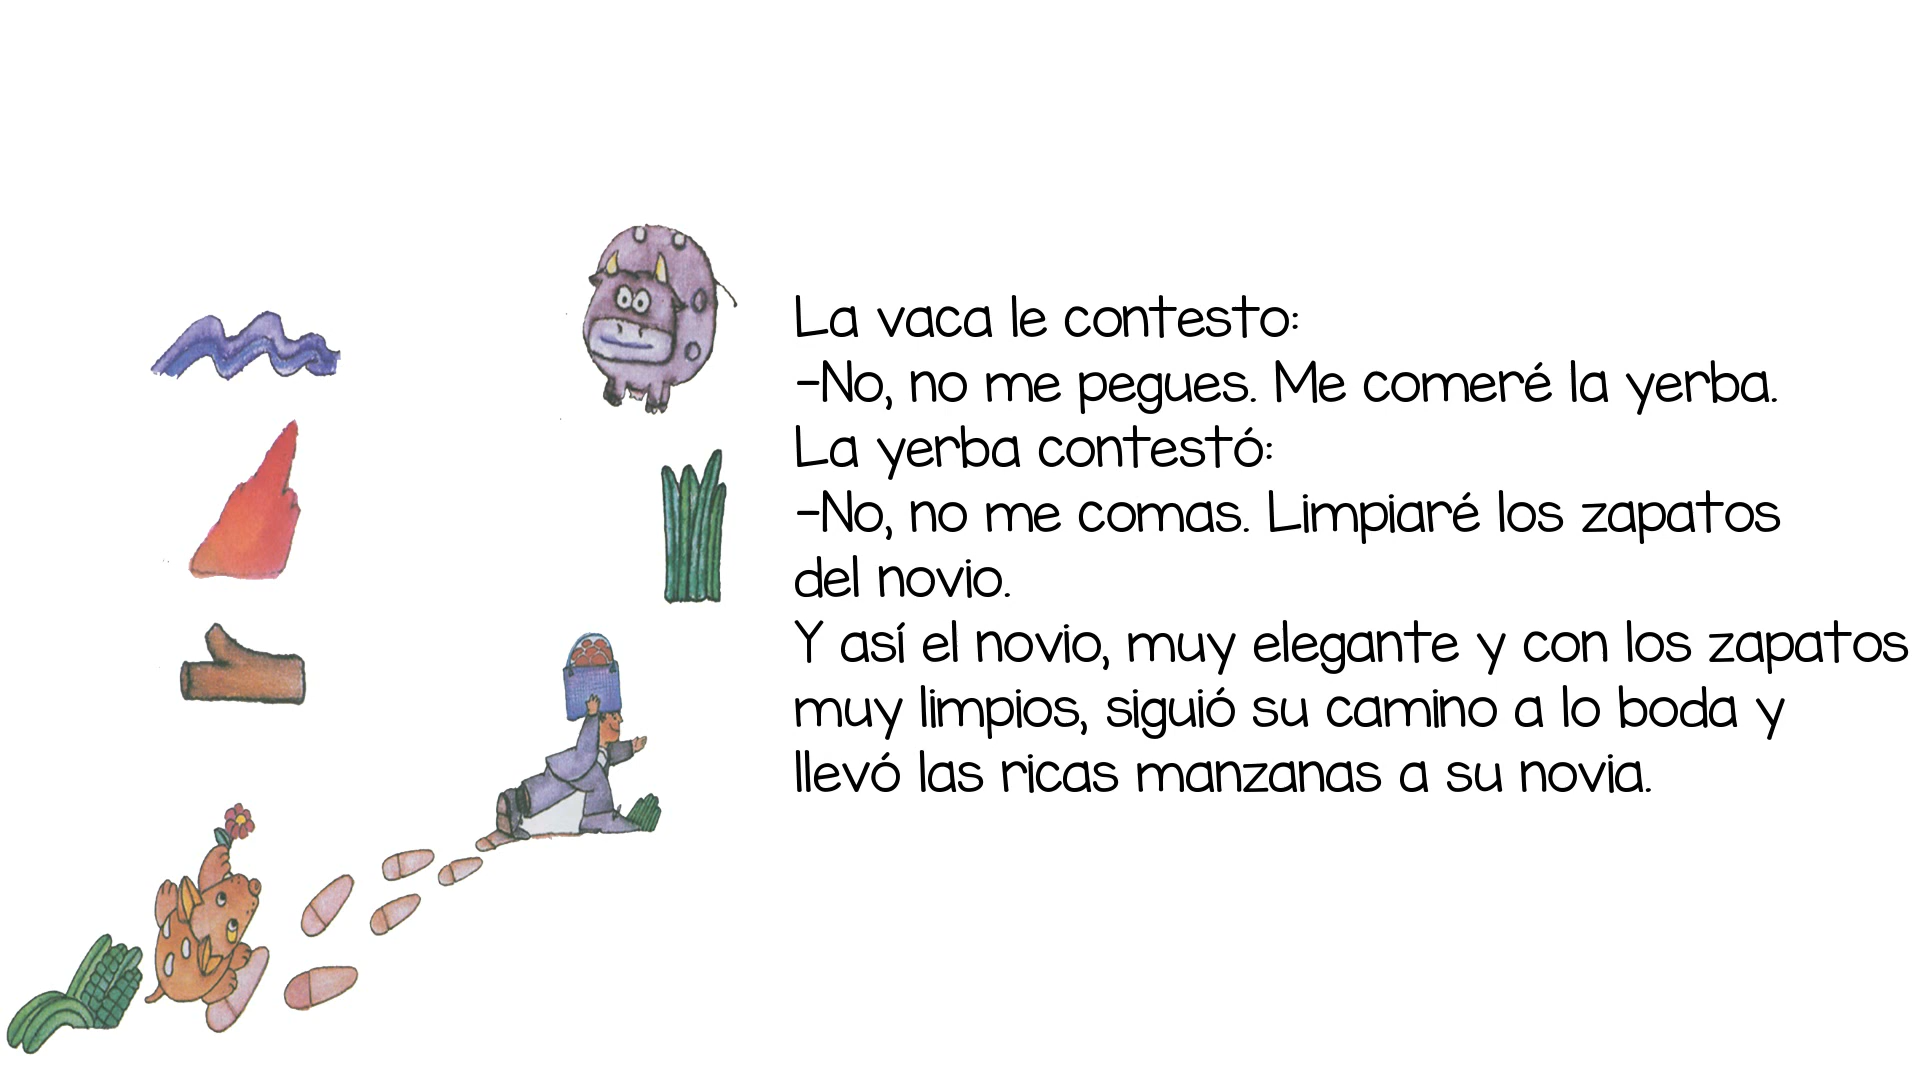 La vaca le contesto:
-No, no me pegues. Me comeré la yerba.
La yerba contestó:
-No, no me comas. Limpiaré los zapatos
del novio.
Y así el novio, muy elegante y con los zapatos
muy limpios, siguió su camino a lo boda y
llevó las ricas manzanas a su novia.